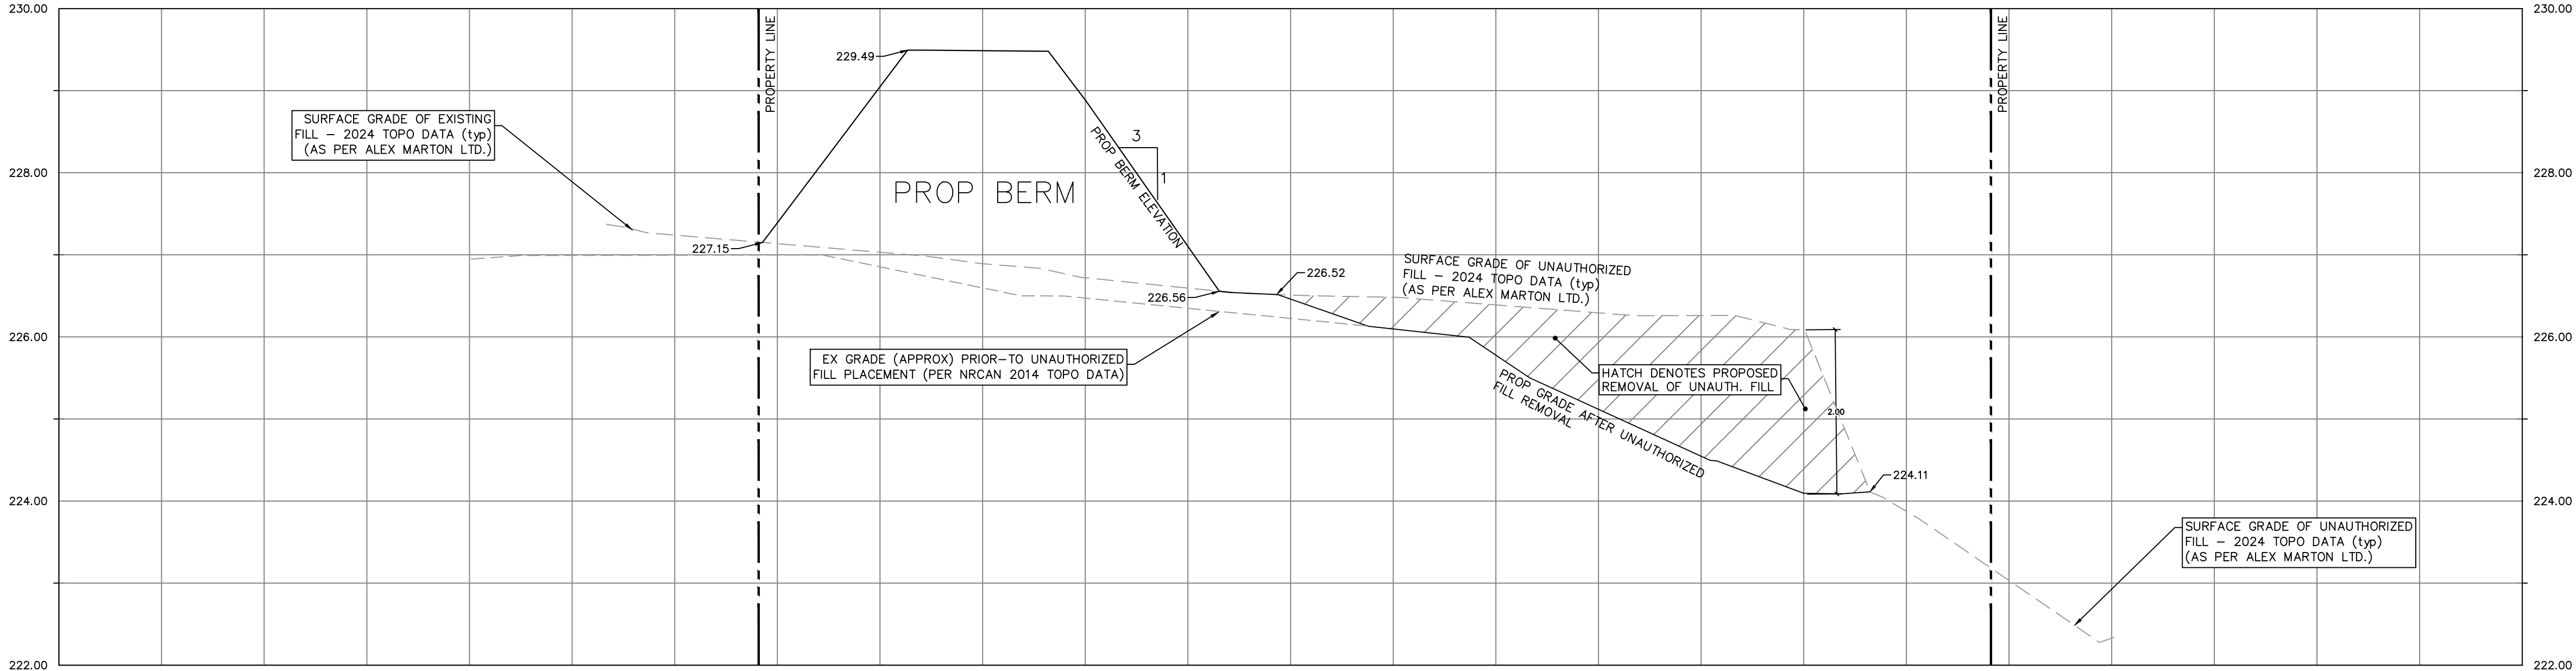 230.00
230.00
PROPERTY LINE
PROPERTY LINE
229.49
SURFACE GRADE OF EXISTING
FILL – 2024 TOPO DATA (typ)
(AS PER ALEX MARTON LTD.)
3
1
228.00
228.00
PROP BERM
PROP BERM ELEVATION
227.15
226.52
SURFACE GRADE OF UNAUTHORIZED
FILL – 2024 TOPO DATA (typ)
(AS PER ALEX MARTON LTD.)
226.56
226.00
226.00
EX GRADE (APPROX) PRIOR–TO UNAUTHORIZED
FILL PLACEMENT (PER NRCAN 2014 TOPO DATA)
HATCH DENOTES PROPOSED
REMOVAL OF UNAUTH. FILL
PROP GRADE AFTER UNAUTHORIZED
FILL REMOVAL
2.00
224.11
224.00
224.00
SURFACE GRADE OF UNAUTHORIZED
FILL – 2024 TOPO DATA (typ)
(AS PER ALEX MARTON LTD.)
222.00
222.00